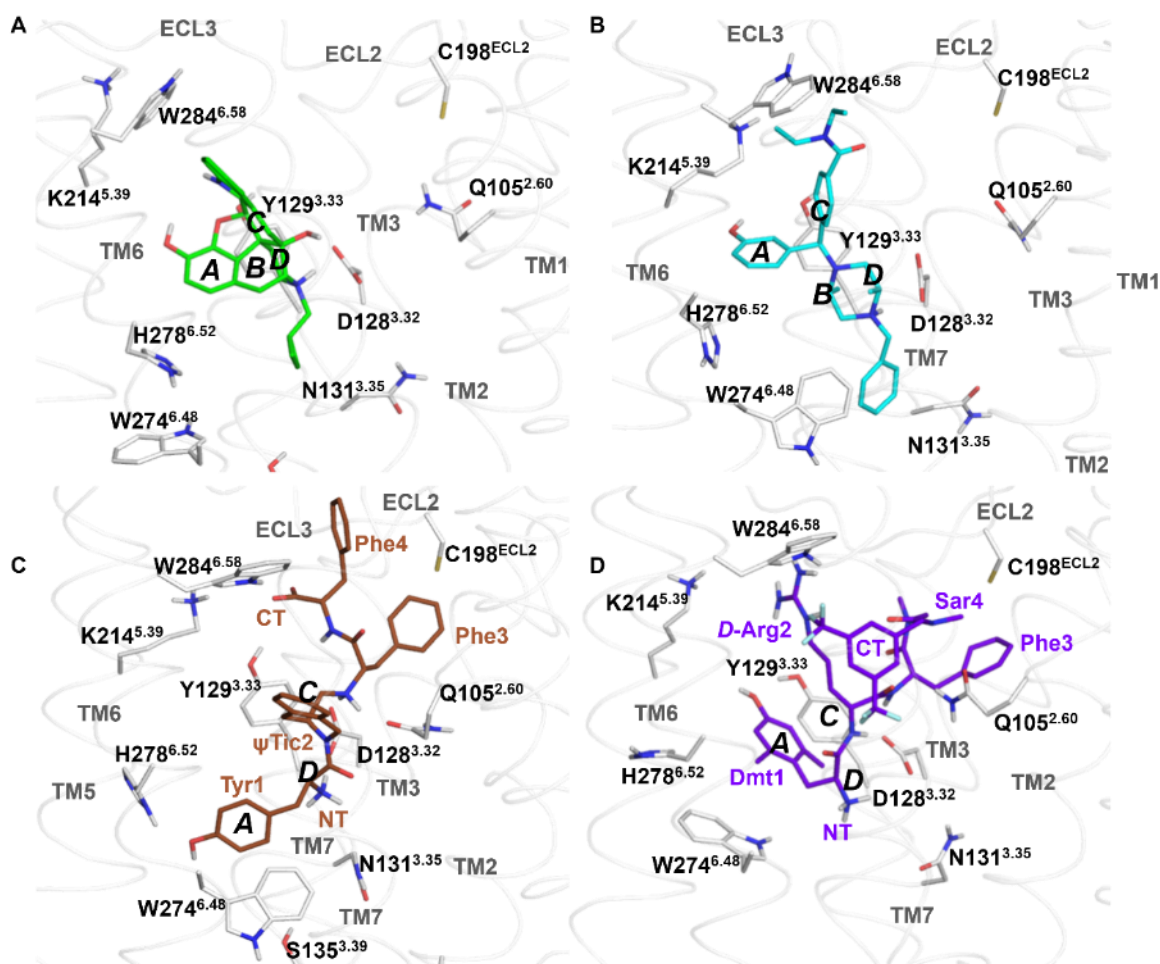 A
ECL3
ECL2
C198ECL2
W2846.58
K2145.39
Q1052.60
Y1293.33
C
TM3
TM6
A
B
D
TM1
D1283.32
H2786.52
N1313.35
TM2
W2746.48
B
ECL3
ECL2
W2846.58
C198ECL2
K2145.39
Q1052.60
C
A
Y1293.33
TM6
D
B
TM1
TM3
H2786.52
D1283.32
TM7
W2746.48
N1313.35
TM2
C
ECL2
ECL3
Phe4
C198ECL2
W2846.58
CT
K2145.39
Phe3
Y1293.33
C
Q1052.60
TM6
ψTic2
H2786.52
D1283.32
D
TM5
Tyr1
TM3
A
NT
TM7
N1313.35
TM2
W2746.48
TM7
S1353.39
D
W2846.58
ECL2
C198ECL2
K2145.39
Sar4
D-Arg2
CT
Phe3
Y1293.33
Q1052.60
C
TM6
A
TM3
H2786.52
Dmt1
D
TM2
D1283.32
NT
W2746.48
N1313.35
TM7